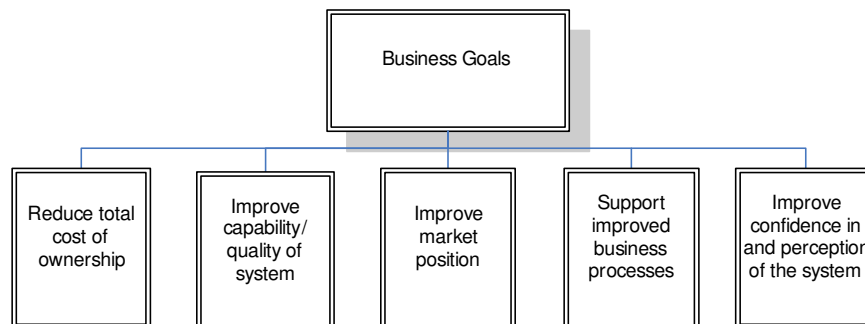 Business Goals
Reduce total
cost of
ownership
Improve
capability/
quality of
system
Improve
market
position
Support
improved
business
processes
Improve
confidence in
and perception
of the system